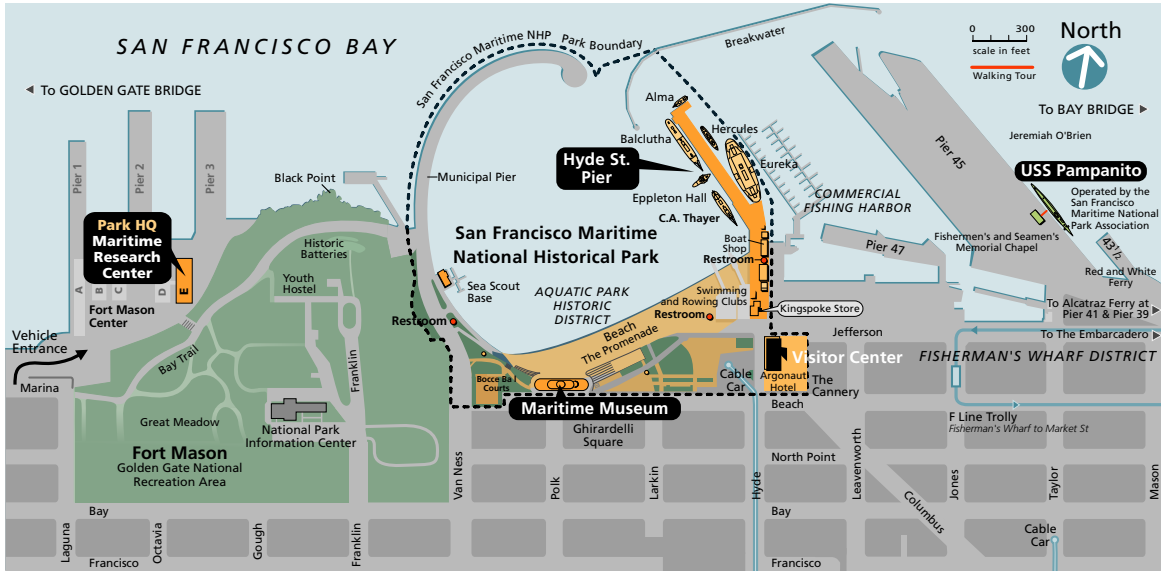 SAN FRANCISCO BAY
To GOLDEN GATE BRIDGE
San Francisco Maritime NHP Park Boundary
Breakwater
0 300
scale in feet
Walking Tour
North
To BAY BRIDGE
Jeremiah O'Brien
Pier 45
USS Pampanito
Operated by the
San Francisco
Maritime National
Park Association
Pier 1
Pier 2
Pier 3
Black Point
Municipal Pier
Alma
Balclutha
Hercules
Eureka
Hyde St.
Pier
Eppleton Hall
C.A. Thayer
COMMERCIAL
FISHING HARBOR
Park HQ
Maritime
Research
Center
A
B
C
D
E
Fort Mason
Center
Historic
Batteries
Youth
Hostel
San Francisco Maritime
National Historical Park
Boat
Shop
Restroom
Pier 47
Fishermen's and Seamen's
Memorial Chapel
43 1/2
Red and White
Ferry
Sea Scout
Base
AQUATIC PARK
HISTORIC
DISTRICT
Swimming
and Rowing Clubs
Restroom
Kingspoke Store
To Alcatraz Ferry at
Pier 41 & Pier 39
To The Embarcadero
Restroom
Beach
The Promenade
Jefferson
Vehicle
Entrance
Marina
Bay Trail
Franklin
Visitor Center
FISHERMAN'S WHARF DISTRICT
Bocce Ba l
Courts
Cable
Car
Argonaut
Hotel
The
Cannery
Maritime Museum
Beach
Great Meadow
National Park
Information Center
Ghirardelli
Square
F Line Trolly
Fisherman's Wharf to Market St
Fort Mason
Golden Gate National
Recreation Area
North Point
Van Ness
Polk
Larkin
Hyde
Leavenworth
Columbus
Jones
Taylor
Mason
Bay
Bay
Laguna
Octavia
Gough
Franklin
Cable
Car
Francisco
Francisco